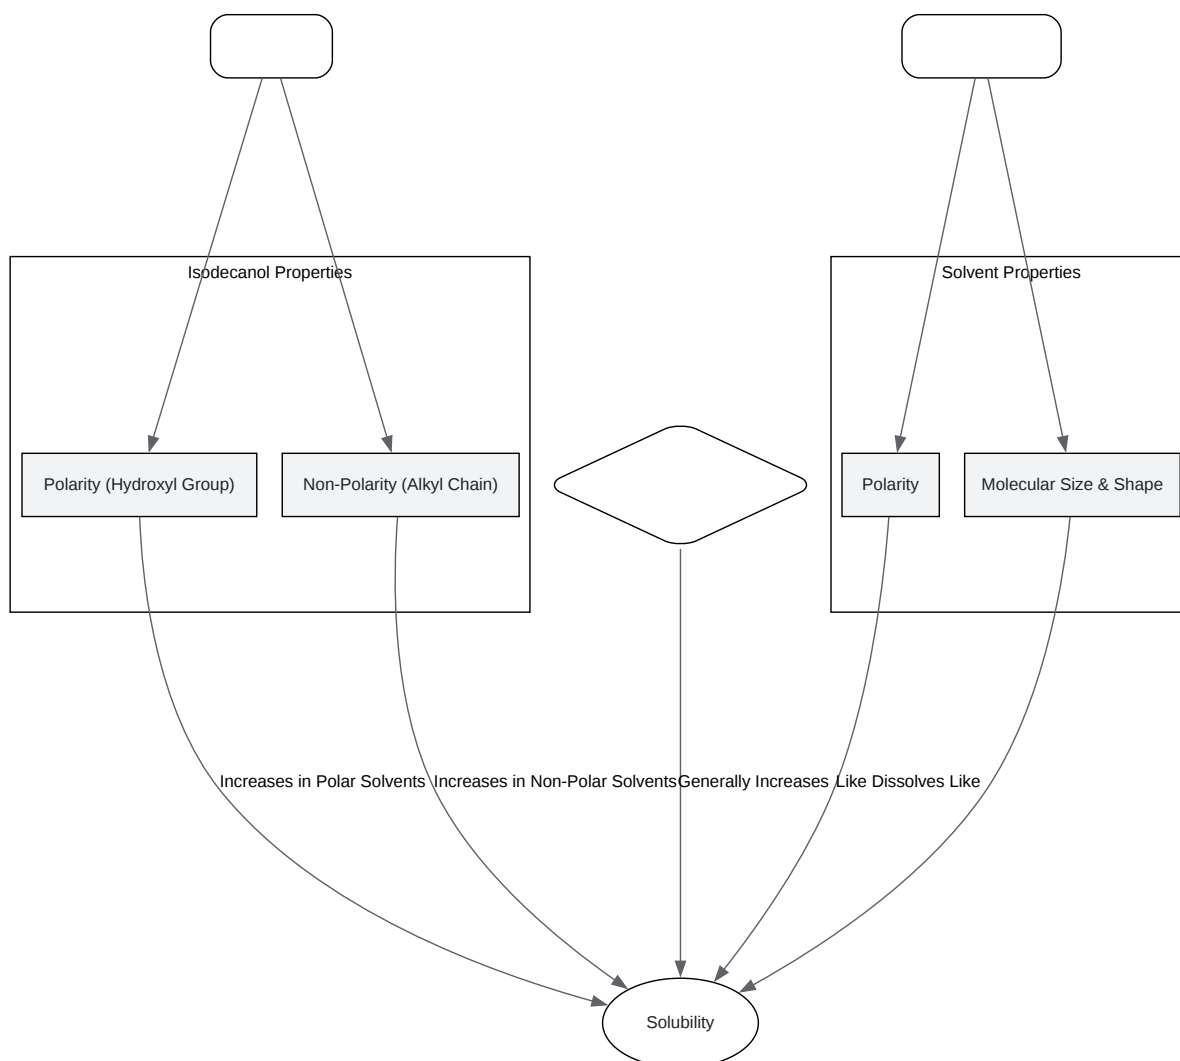 Isodecanol Properties
Solvent Properties
Polarity (Hydroxyl Group)
Non-Polarity (Alkyl Chain)
Polarity
Molecular Size & Shape
Increases in Polar Solvents
Increases in Non-Polar Solvents
Generally Increases
Like Dissolves Like
Solubility